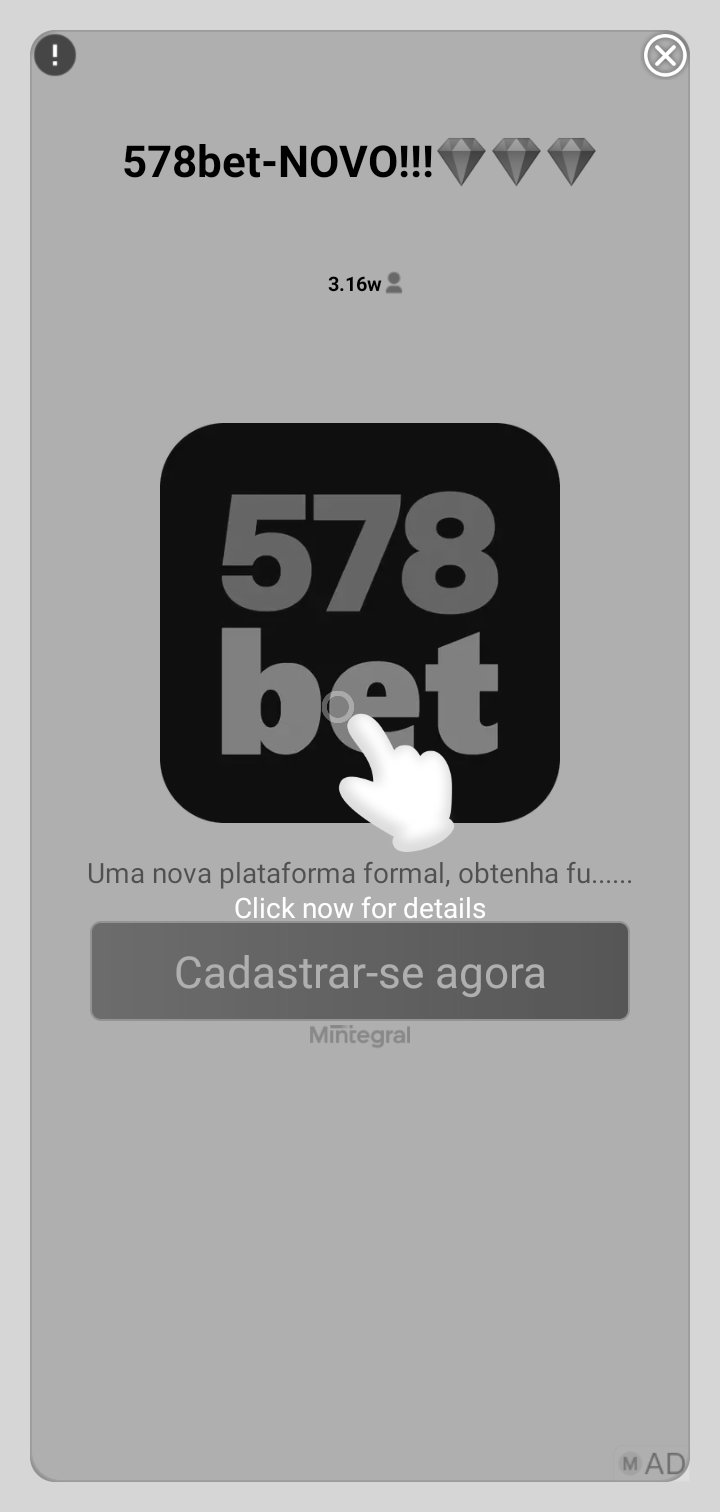 578bet-NOVO!!!💎💎💎
3.16w
578
bet
Uma nova plataforma formal, obtenha fu......
Click now for details
Cadastrar-se agora
Mintegral
M AD